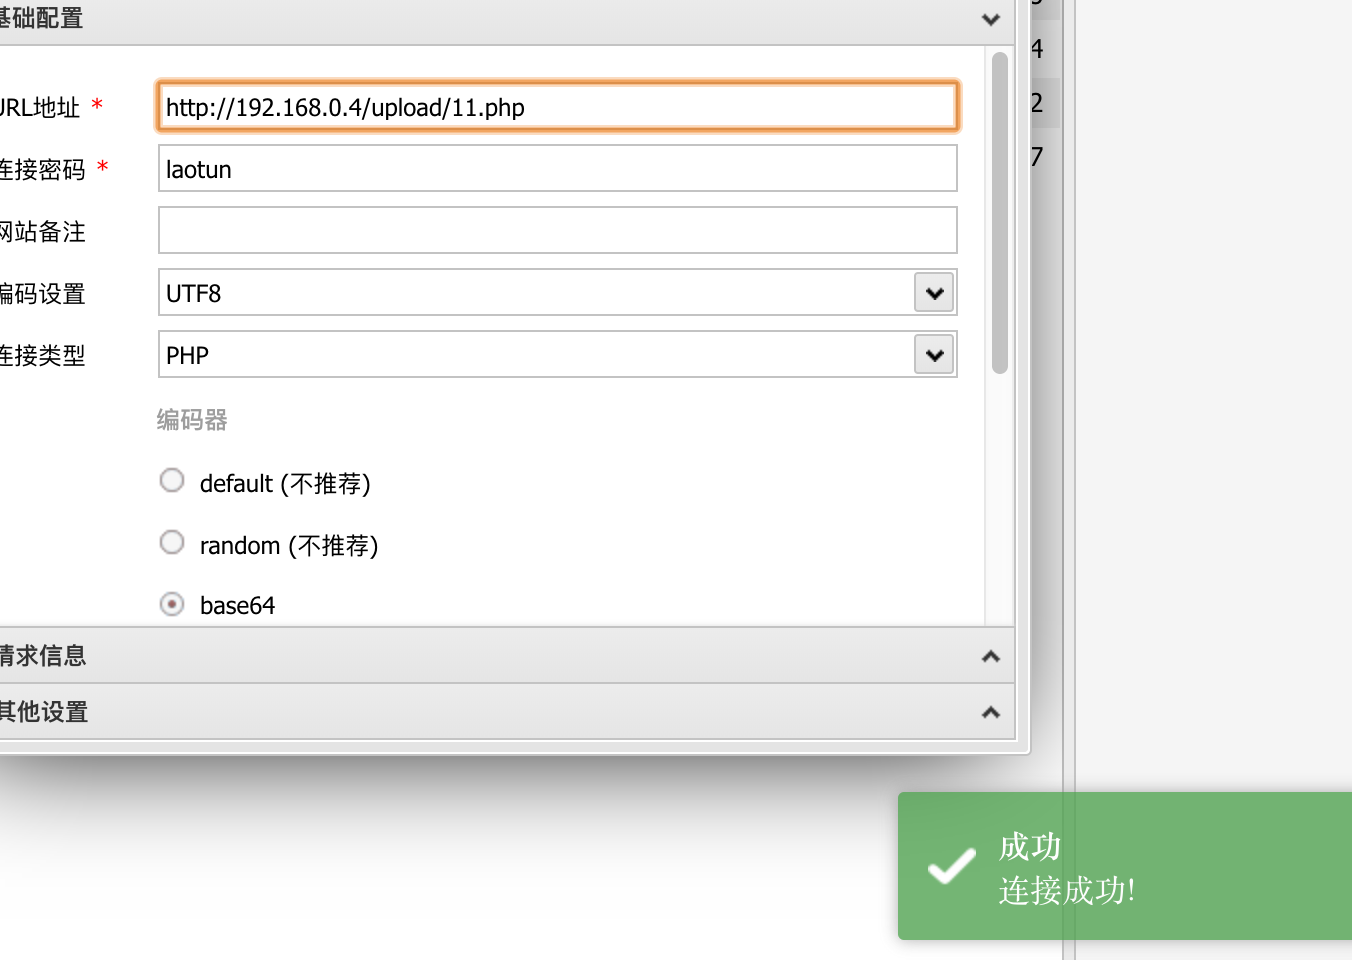 基础配置
4
2
7
URL地址 *
http://192.168.0.4/upload/11.php
连接密码 *
laotun
网站备注
编码设置
UTF8
连接类型
PHP
编码器
default (不推荐)
random (不推荐)
base64
请求信息
其他设置
成功
连接成功!